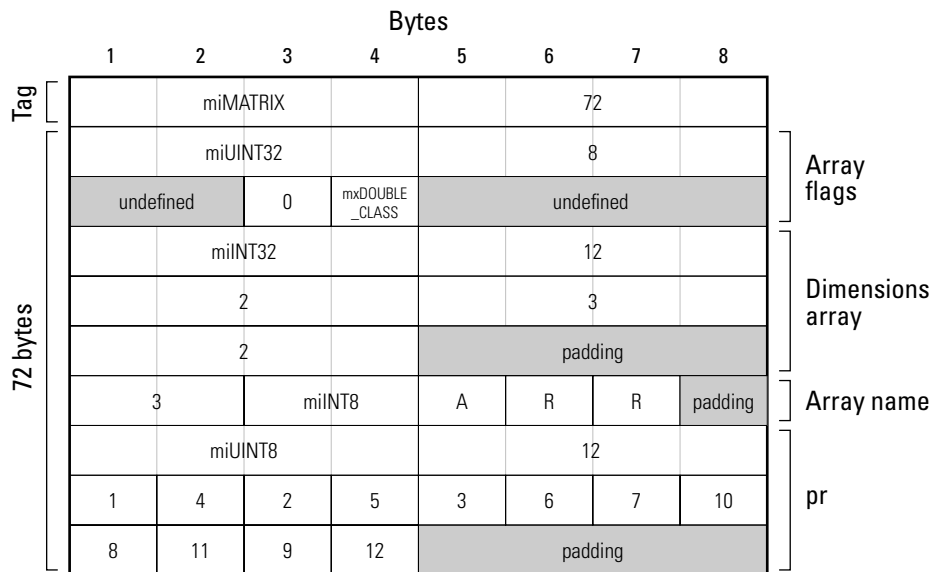 Bytes
1 2 3 4 5 6 7 8
Tag
miMATRIX 72
72 bytes
miUINT32 8
Array
flags
undefined 0 mxDOUBLE
_CLASS undefined
miINT32 12
Dimensions
array
2 3
2 padding
3 miINT8 A R R padding Array name
miUINT8 12
pr
1 4 2 5 3 6 7 10
8 11 9 12 padding